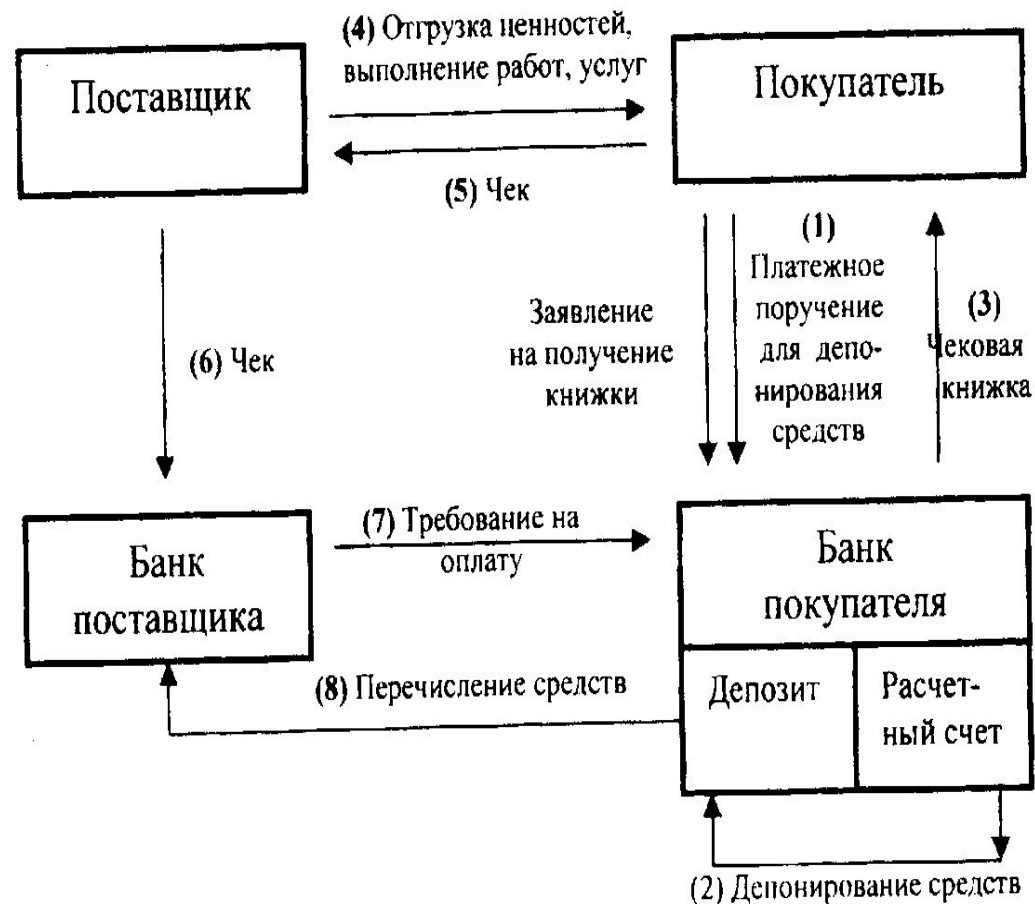 (4) Отгрузка ценностей,
выполнение работ, услуг
Поставщик
Покупатель
(5) Чек
(1)
Платежное
поручение
для депо-
нирования
средств
Заявление
на получение
книжки
(3)
Чековая
книжка
(6) Чек
(7) Требование на
оплату
Банк
поставщика
Банк
покупателя
(8) Перечисление средств
Депозит
Расчет-
ный счет
(2) Депонирование средств